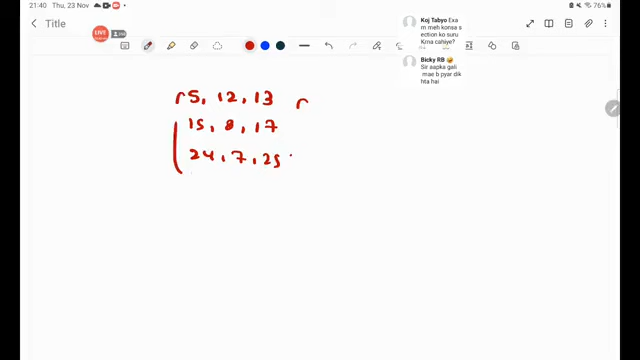 21:40 Thu, 23 Nov
76%
Title
LIVE
Koj Tabyo Exa
m meh konsa s
ection ko suru
Krna cahiye?
Bicky RB
Sir aapka gali
mae b pyar dik
hta hai
5, 12, 13
15, 8, 17
24, 7, 25